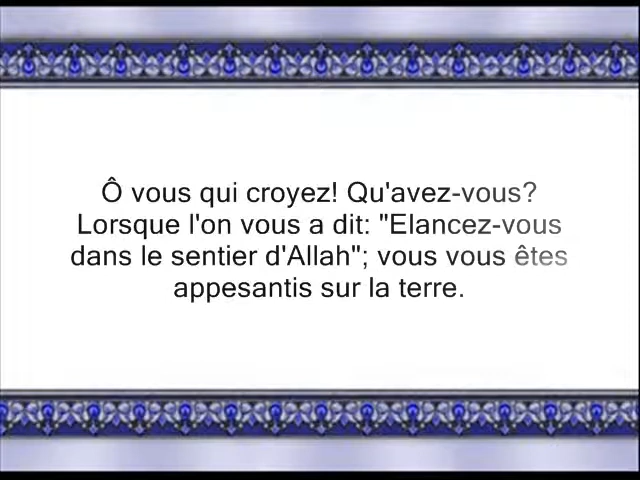 Ô vous qui croyez! Qu'avez-vous?
Lorsque l'on vous a dit: "Elancez-vous
dans le sentier d'Allah"; vous vous êtes
appesantis sur la terre.